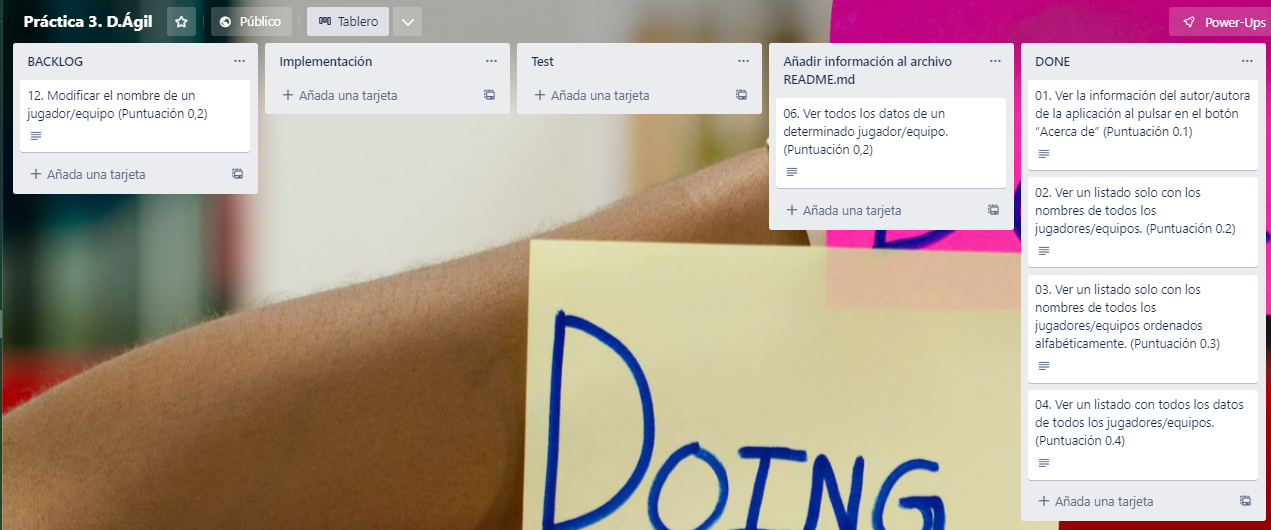 Práctica 3. D.Ágil
Público
Tablero
Power-Ups
BACKLOG
12. Modificar el nombre de un
jugador/equipo (Puntuación 0,2)
Añada una tarjeta
Implementación
Añada una tarjeta
Test
Añada una tarjeta
Añadir información al archivo
README.md
06. Ver todos los datos de un
determinado jugador/equipo.
(Puntuación 0,2)
Añada una tarjeta
DONE
01. Ver la información del autor/autora
de la aplicación al pulsar en el botón
“Acerca de” (Puntuación 0.1)
02. Ver un listado solo con los
nombres de todos los
jugadores/equipos. (Puntuación 0.2)
03. Ver un listado solo con los
nombres de todos los
jugadores/equipos ordenados
alfabéticamente. (Puntuación 0.3)
04. Ver un listado con todos los datos
de todos los jugadores/equipos.
(Puntuación 0.4)
Añada una tarjeta
DOING